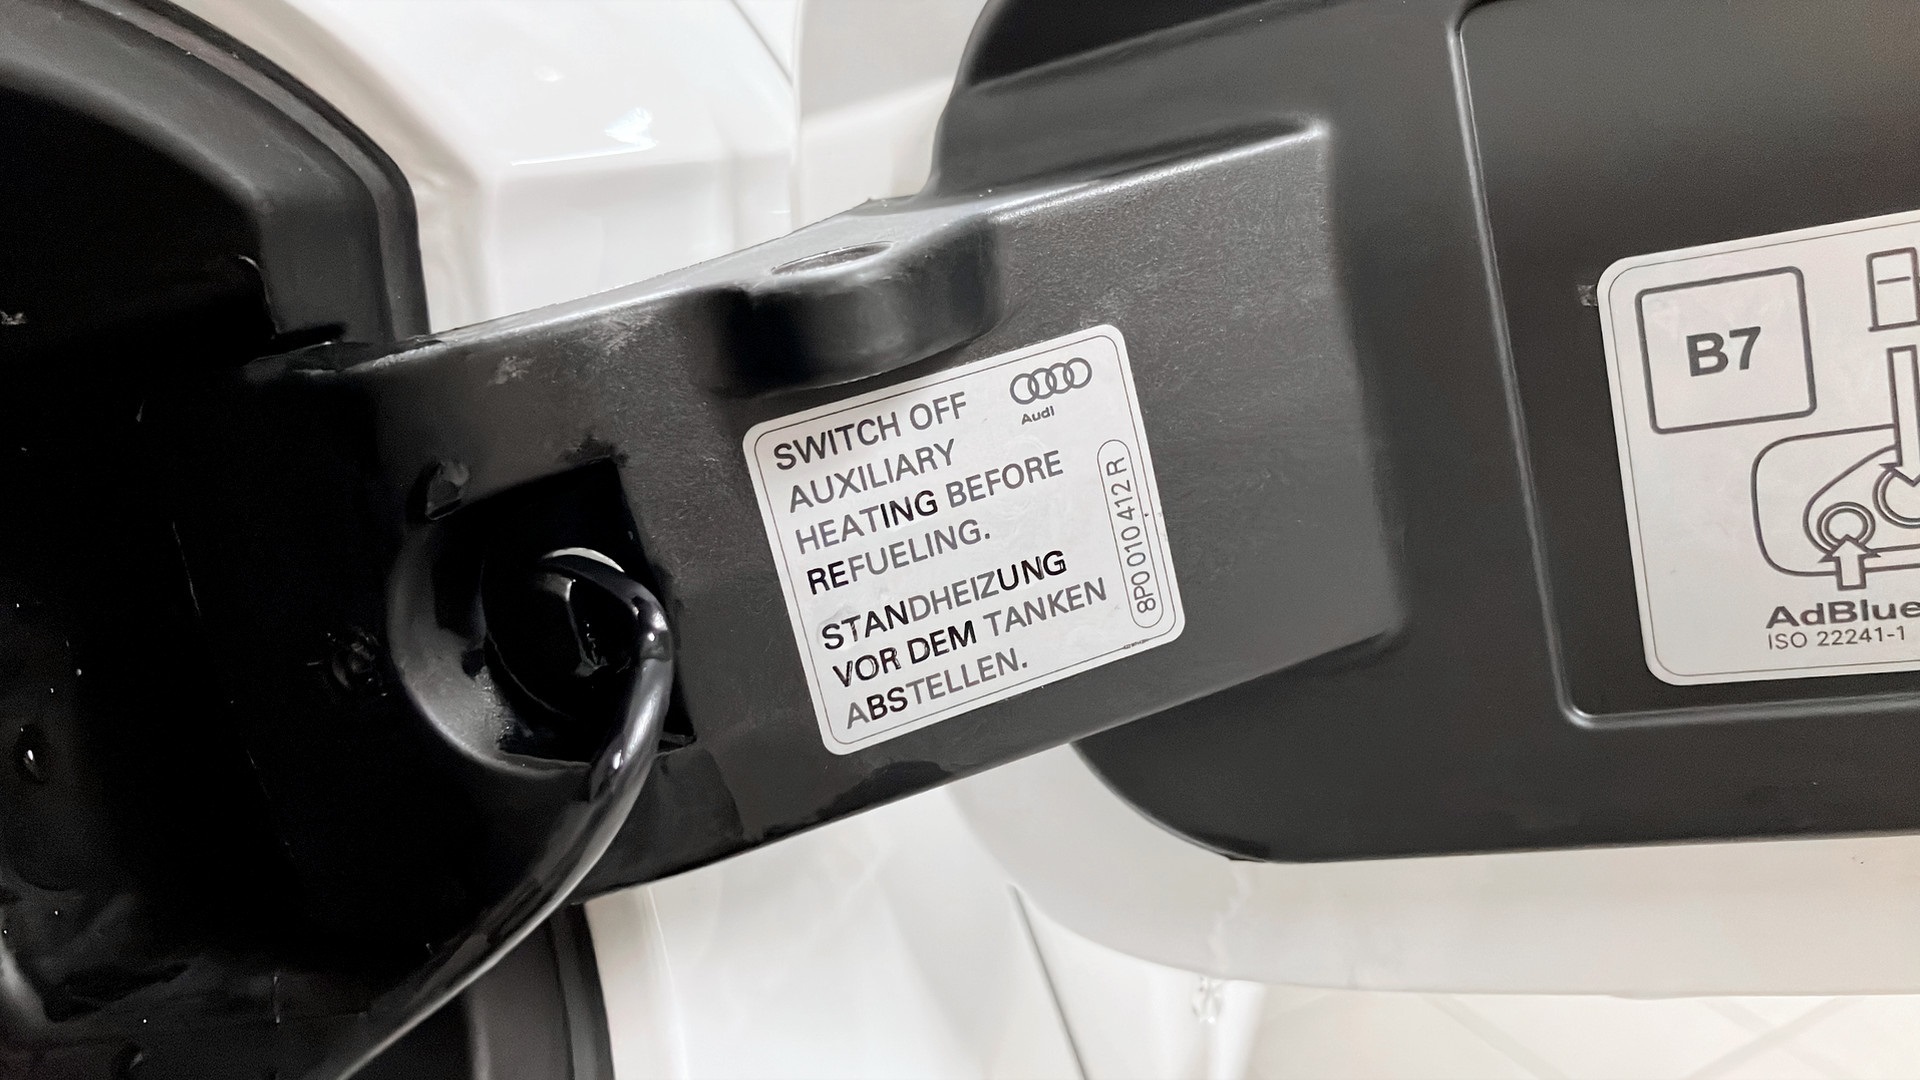 SWITCH OFF
AUXILIARY
HEATING BEFORE
REFUELING.
STANDHEIZUNG
VOR DEM TANKEN
ABSTELLEN.
Audi
8P0 010 412 R
B7
AdBlue
ISO 22241-1